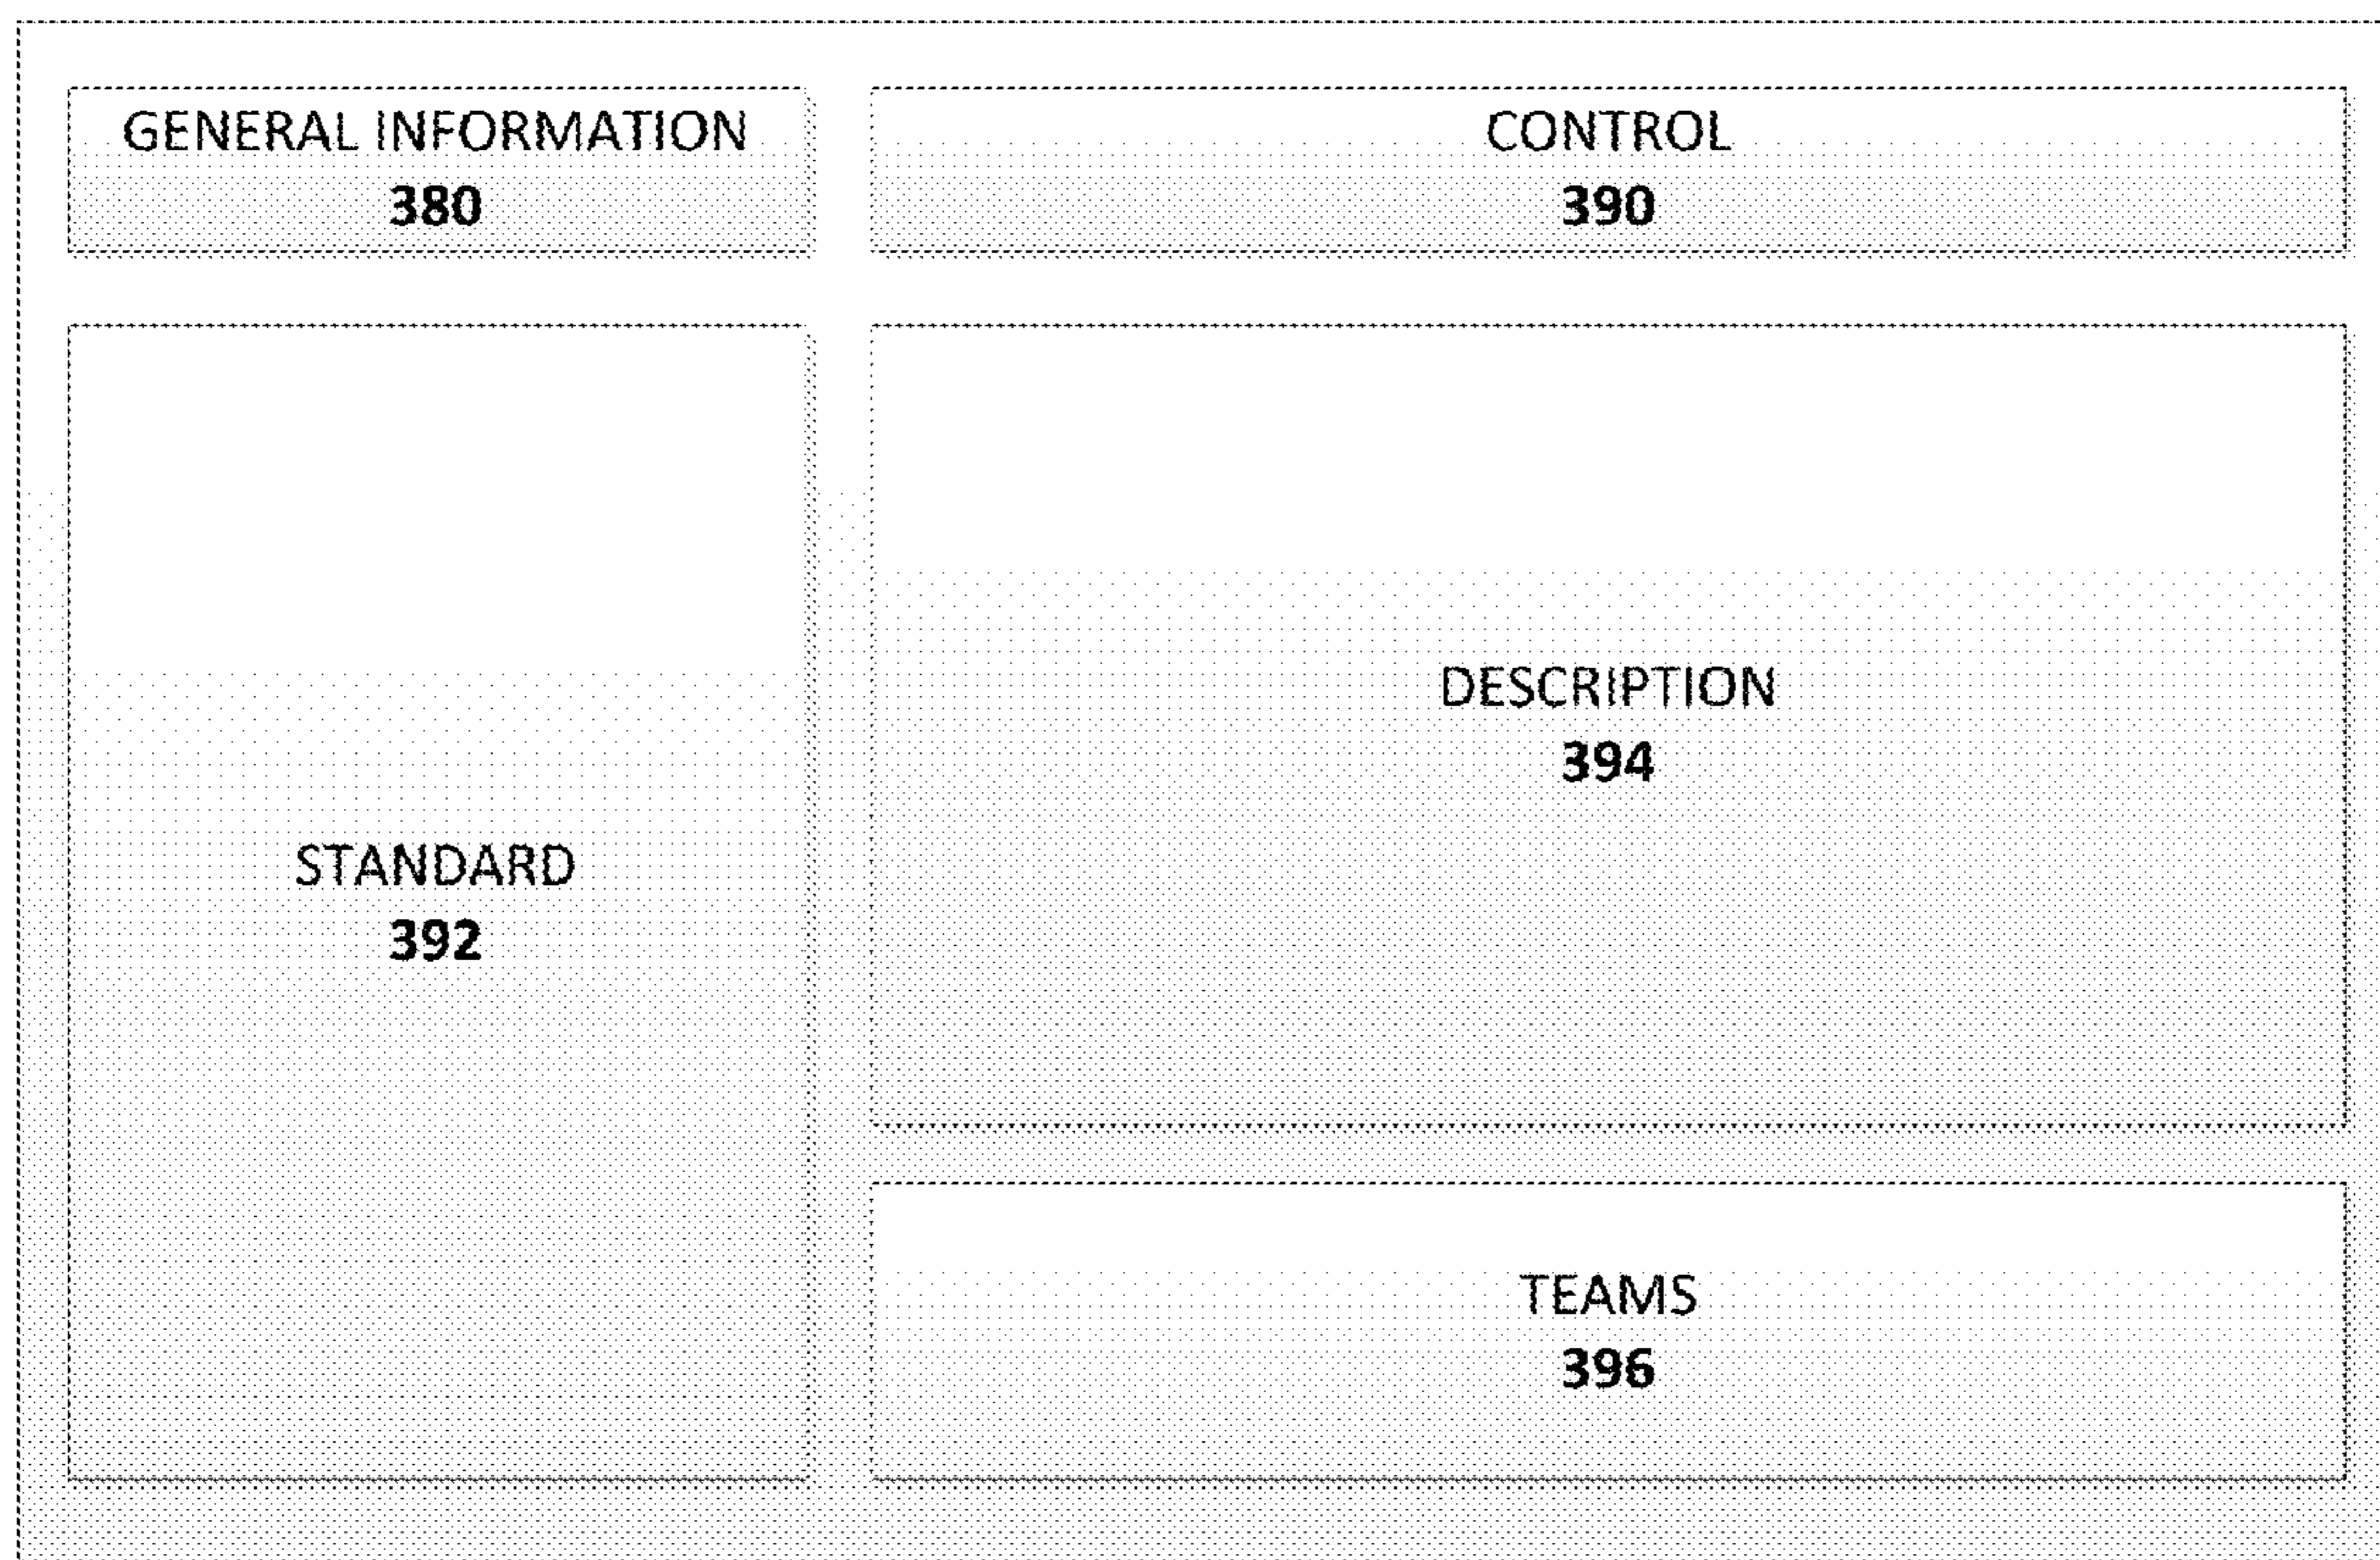 GENERAL INFORMATION
380
CONTROL
390
STANDARD
392
DESCRIPTION
394
TEAMS
396